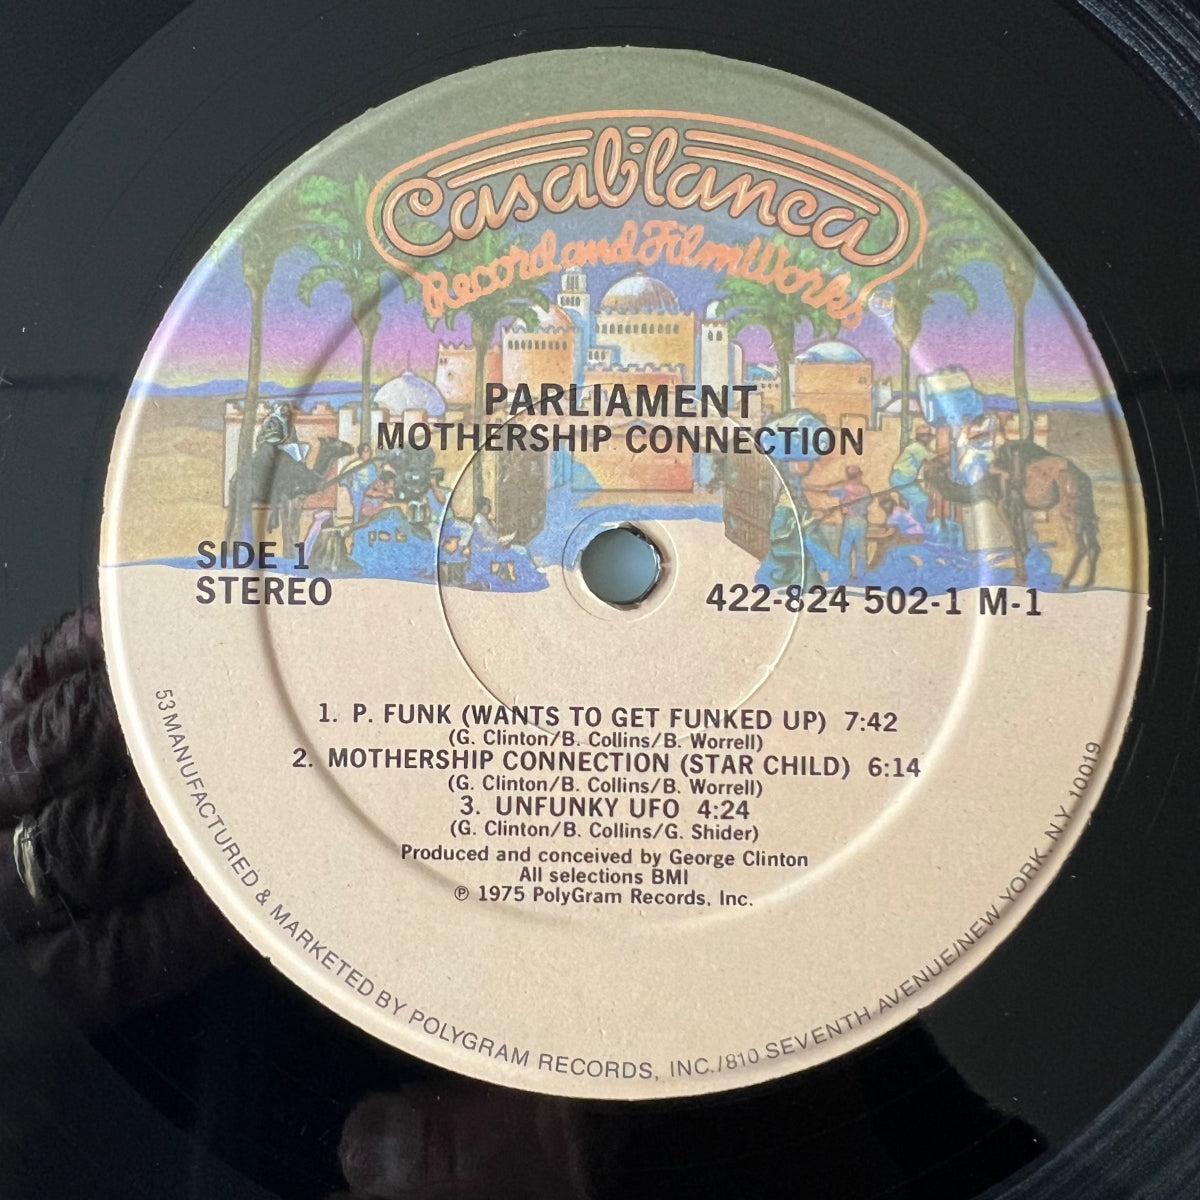 Casablanca
Record and FilmWorks
PARLIAMENT
MOTHERSHIP CONNECTION
SIDE 1
STEREO
422-824 502-1 M-1
1. P. FUNK (WANTS TO GET FUNKED UP) 7:42
(G. Clinton/B. Collins/B. Worrell)
2. MOTHERSHIP CONNECTION (STAR CHILD) 6:14
(G. Clinton/B. Collins/B. Worrell)
3. UNFUNKY UFO 4:24
(G. Clinton/B. Collins/G. Shider)
Produced and conceived by George Clinton
All selections BMI
℗ 1975 PolyGram Records, Inc.
53 MANUFACTURED & MARKETED BY POLYGRAM RECORDS, INC./810 SEVENTH AVENUE/NEW YORK, N.Y. 10019